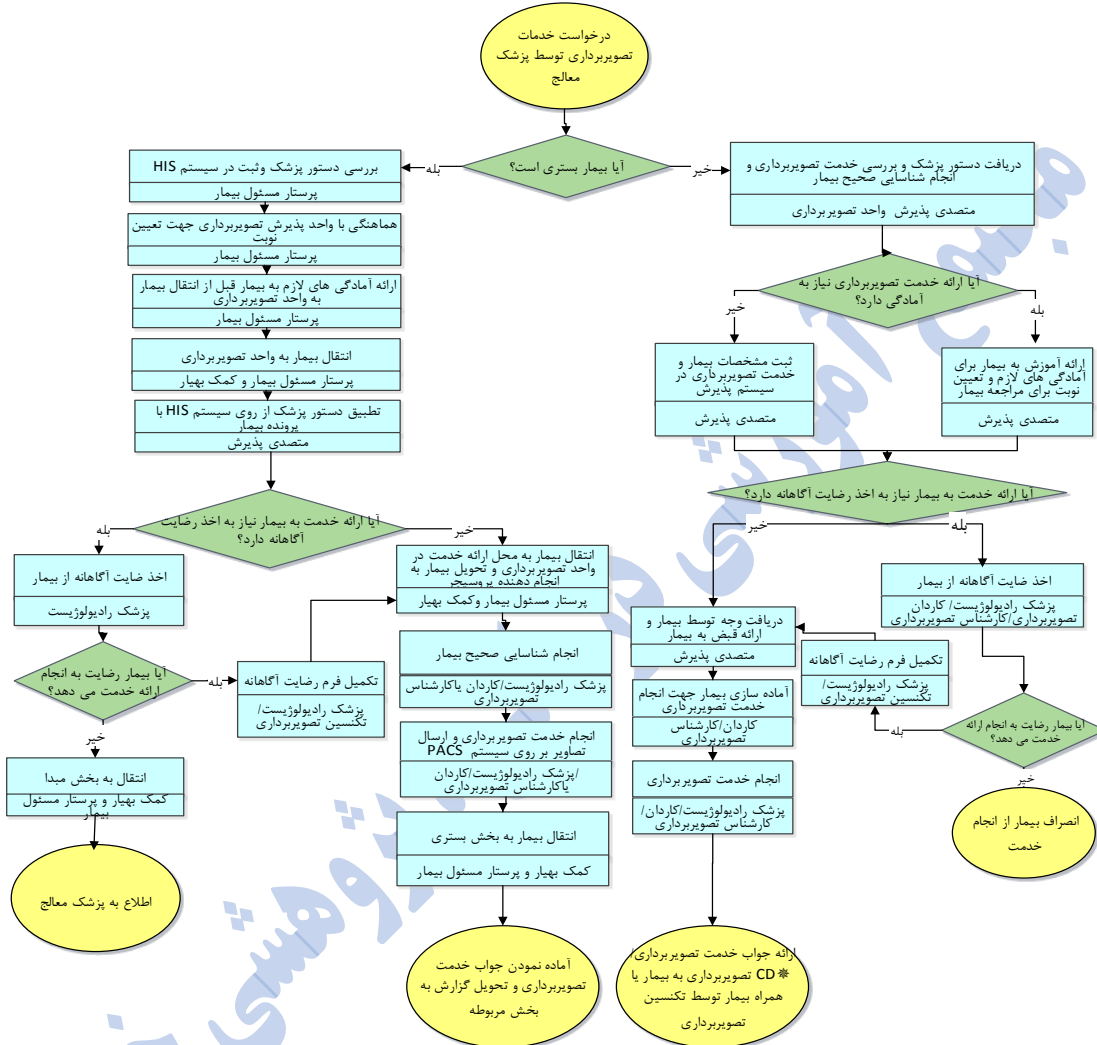 درخواست خدمات
تصویربرداری توسط پزشک
معالج
آیا بیمار بستری است؟
بله
خیر
بررسی دستور پزشک وثبت در سیستم HIS
پرستار مسئول بیمار
هماهنگی با واحد پذیرش تصویربرداری جهت تعیین
نوبت
پرستار مسئول بیمار
ارائه آمادگی های لازم به بیمار قبل از انتقال بیمار
به واحد تصویربرداری
پرستار مسئول بیمار
انتقال بیمار به واحد تصویربرداری
پرستار مسئول بیمار و کمک بهیار
تطبیق دستور پزشک از روی سیستم HIS با
پرونده بیمار
متصدی پذیرش
آیا ارائه خدمت به بیمار نیاز به اخذ رضایت
آگاهانه دارد؟
بله
خیر
اخذ ضایت آگاهانه از بیمار
پزشک رادیولوژیست
آیا بیمار رضایت به انجام
ارائه خدمت می دهد؟
بله
خیر
تکمیل فرم رضایت آگاهانه
پزشک رادیولوژیست/
تکنسین تصویربرداری
انتقال به بخش مبدا
کمک بهیار و پرستار مسئول
بیمار
اطلاع به پزشک معالج
انتقال بیمار به محل ارائه خدمت در
واحد تصویربرداری و تحویل بیمار به
انجام دهنده پروسیجر
پرستار مسئول بیمار وکمک بهیار
انجام شناسایی صحیح بیمار
پزشک رادیولوژیست/کاردان یاکارشناس
تصویربرداری
انجام خدمت تصویربرداری و ارسال
تصاویر بر روی سیستم PACS
پزشک رادیولوژیست/کاردان/
یاکارشناس تصویربرداری
انتقال بیمار به بخش بستری
کمک بهیار و پرستار مسئول بیمار
آماده نمودن جواب خدمت
تصویربرداری و تحویل گزارش به
بخش مربوطه
دریافت دستور پزشک و بررسی خدمت تصویربرداری و
انجام شناسایی صحیح بیمار
متصدی پذیرش واحد تصویربرداری
آیا ارائه خدمت تصویربرداری نیاز به
آمادگی دارد؟
خیر
بله
ثبت مشخصات بیمار و
خدمت تصویربرداری در
سیستم پذیرش
متصدی پذیرش
ارائه آموزش به بیمار برای
آمادگی های لازم و تعیین
نوبت برای مراجعه بیمار
متصدی پذیرش
آیا ارائه خدمت به بیمار نیاز به اخذ رضایت آگاهانه دارد؟
خیر
بله
اخذ ضایت آگاهانه از بیمار
پزشک رادیولوژیست/ کاردان
تصویربرداری/کارشناس تصویربرداری
آیا بیمار رضایت به انجام ارائه
خدمت می دهد؟
بله
خیر
تکمیل فرم رضایت آگاهانه
پزشک رادیولوژیست/
تکنسین تصویربرداری
انصراف بیمار از انجام
خدمت
دریافت وجه توسط بیمار و
ارائه قبض به بیمار
متصدی پذیرش
آماده سازی بیمار جهت انجام
خدمت تصویربرداری
کاردان/کارشناس
تصویربرداری
انجام خدمت تصویربرداری
پزشک رادیولوژیست/کاردان/
کارشناس تصویربرداری
ارائه جواب خدمت تصویربرداری/
※CD تصویربرداری به بیمار یا
همراه بیمار توسط تکنسین
تصویربرداری